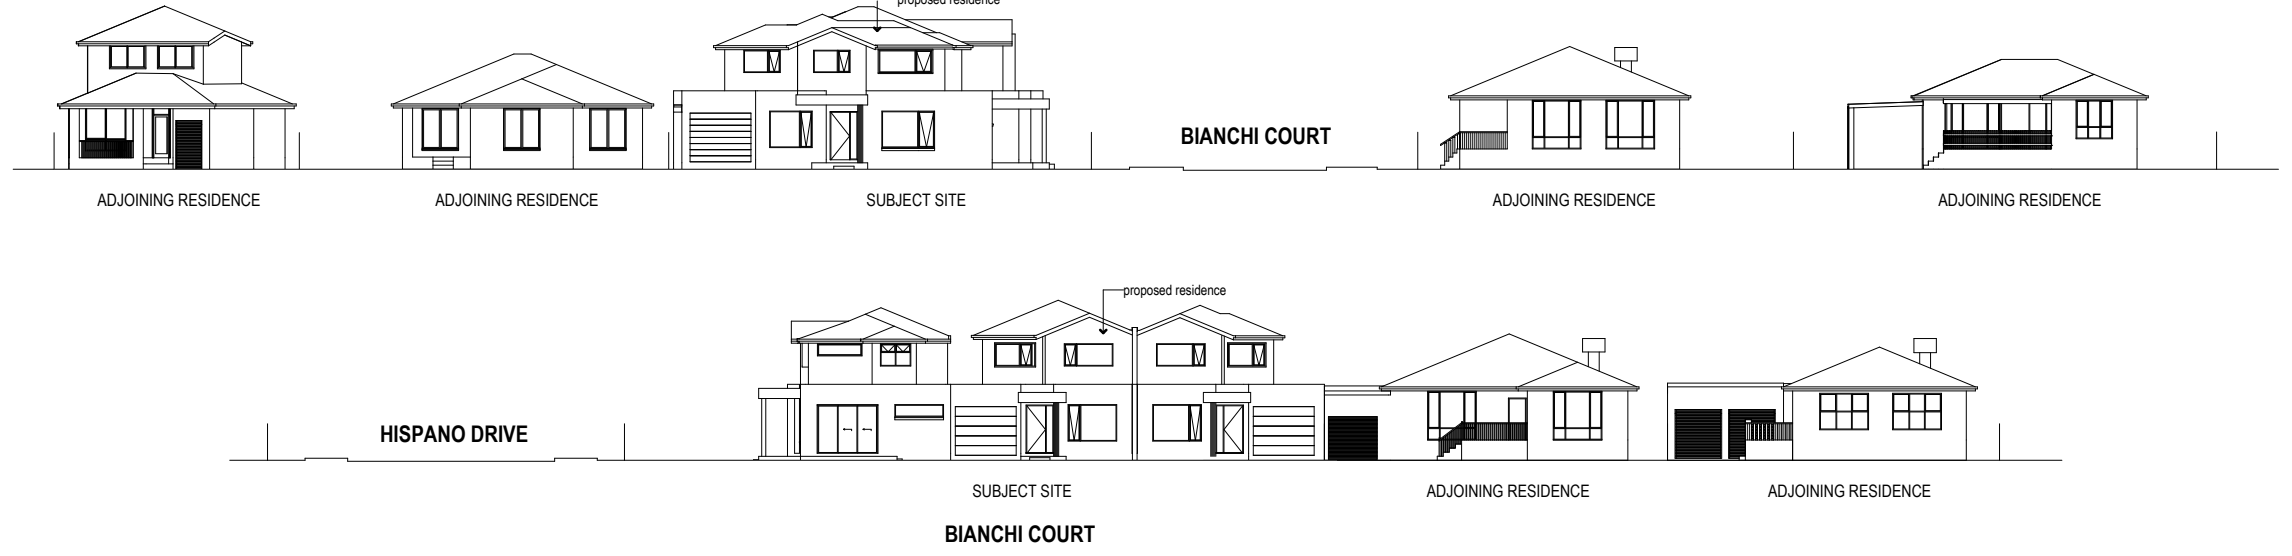 proposed residence
BIANCHI COURT
ADJOINING RESIDENCE
ADJOINING RESIDENCE
SUBJECT SITE
ADJOINING RESIDENCE
ADJOINING RESIDENCE
proposed residence
HISPANO DRIVE
SUBJECT SITE
ADJOINING RESIDENCE
ADJOINING RESIDENCE
BIANCHI COURT